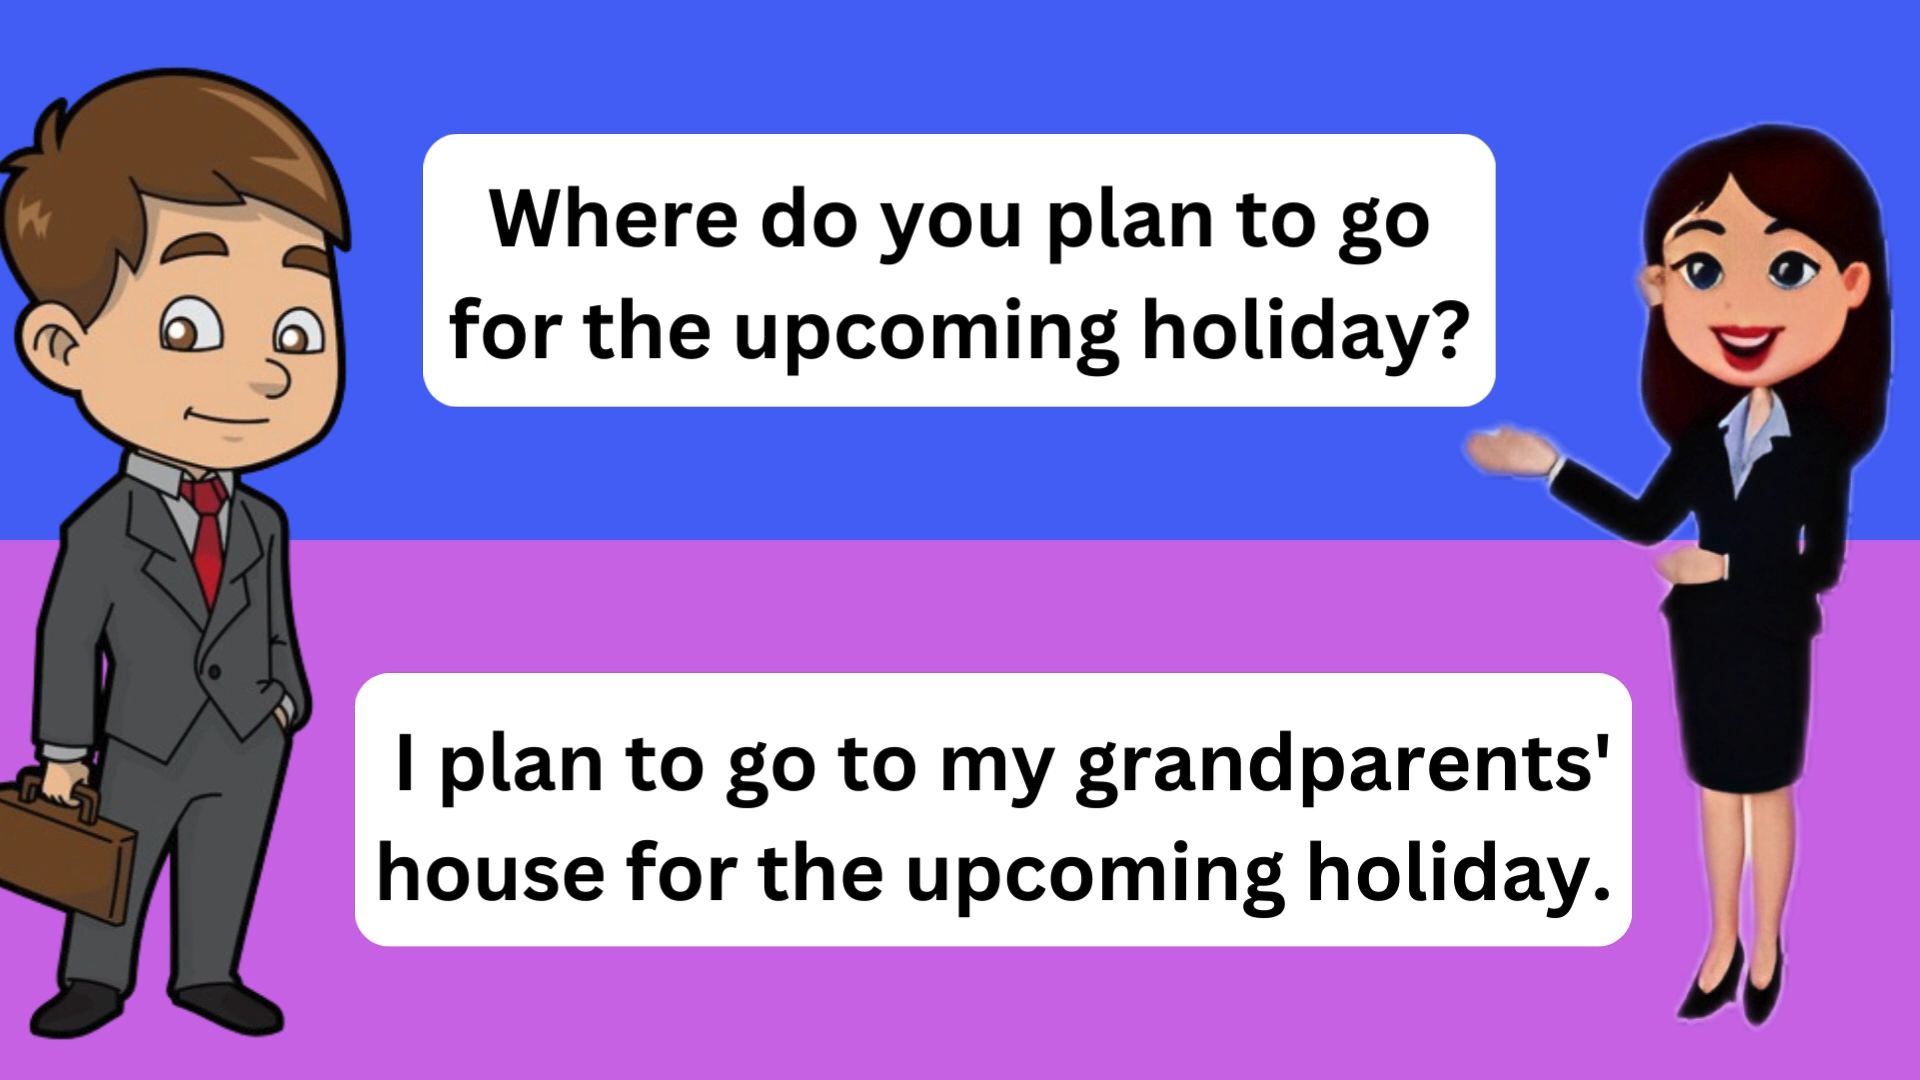 Where do you plan to go
for the upcoming holiday?
I plan to go to my grandparents'
house for the upcoming holiday.